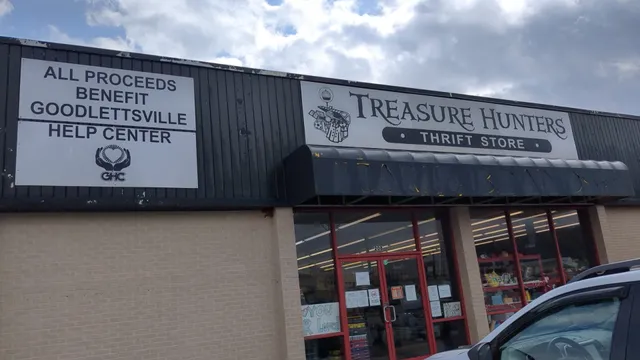 ALL PROCEEDS
BENEFIT
GOODLETTSVILLE
HELP CENTER
GHC
TREASURE HUNTERS
• THRIFT STORE •